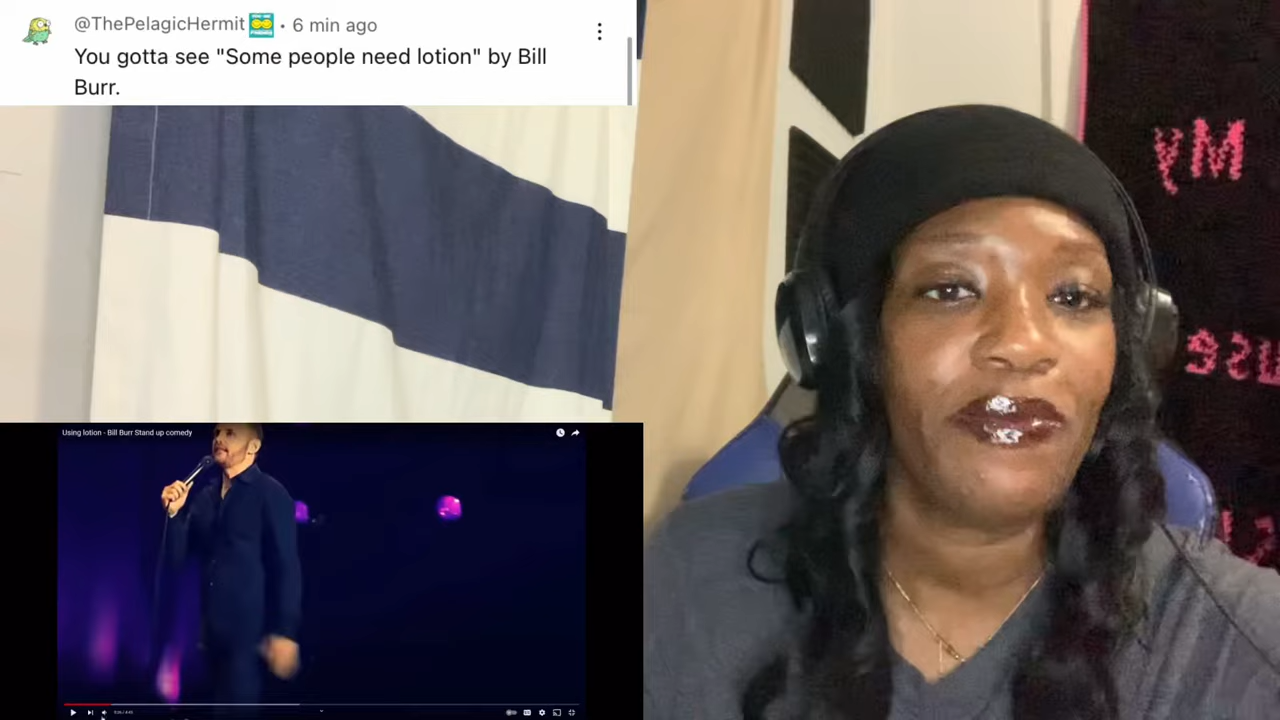 @ThePelagicHermit · 6 min ago
You gotta see "Some people need lotion" by Bill
Burr.
Using lotion - Bill Burr Stand up comedy
My